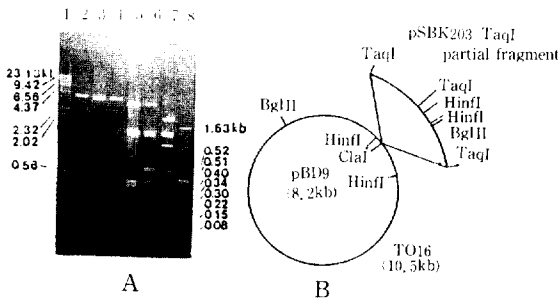 1 2 3 4 5 6 7 8
23.13kb
9.42
6.56
4.37
2.32
2.02
0.56
1.63kb
0.52
0.51
0.40
0.34
0.30
0.22
0.15
0.08
A
pSBK203 TaqI
partial fragment
TaqI
TaqI
HinfI
HinfI
BglII
TaqI
BglII
HinfI
ClaI
HinfI
pBD9
(8.2kb)
TO16
(10.5kb)
B